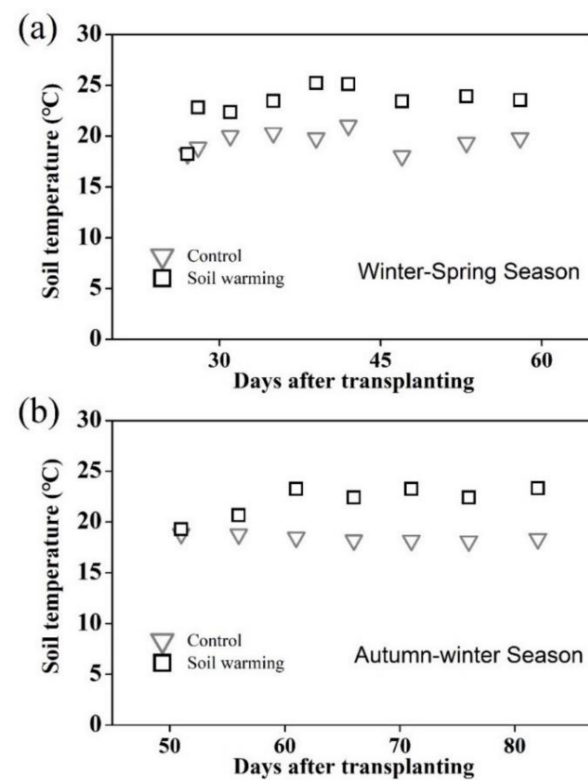 (a)
30
25
20
15
10
5
0
Soil temperature (℃)
Control
Soil warming
Winter-Spring Season
30 45 60
Days after transplanting
(b)
30
25
20
15
10
5
0
Soil temperature (℃)
Control
Soil warming
Autumn-winter Season
50 60 70 80
Days after transplanting